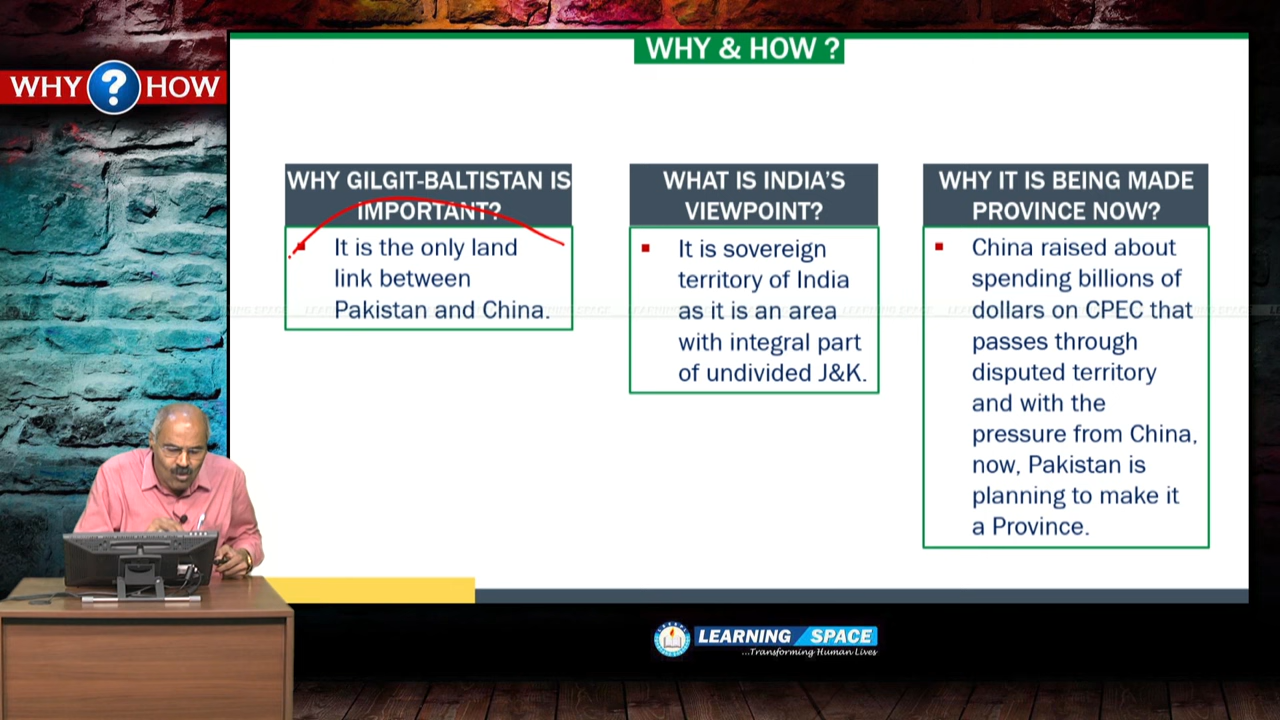 WHY & HOW ?
WHY ? HOW
WHY GILGIT-BALTISTAN IS
IMPORTANT?
▪ It is the only land
link between
Pakistan and China.
WHAT IS INDIA'S
VIEWPOINT?
▪ It is sovereign
territory of India
as it is an area
with integral part
of undivided J&K.
WHY IT IS BEING MADE
PROVINCE NOW?
▪ China raised about
spending billions of
dollars on CPEC that
passes through
disputed territory
and with the
pressure from China,
now, Pakistan is
planning to make it
a Province.
LEARNING SPACE
...Transforming Human Lives